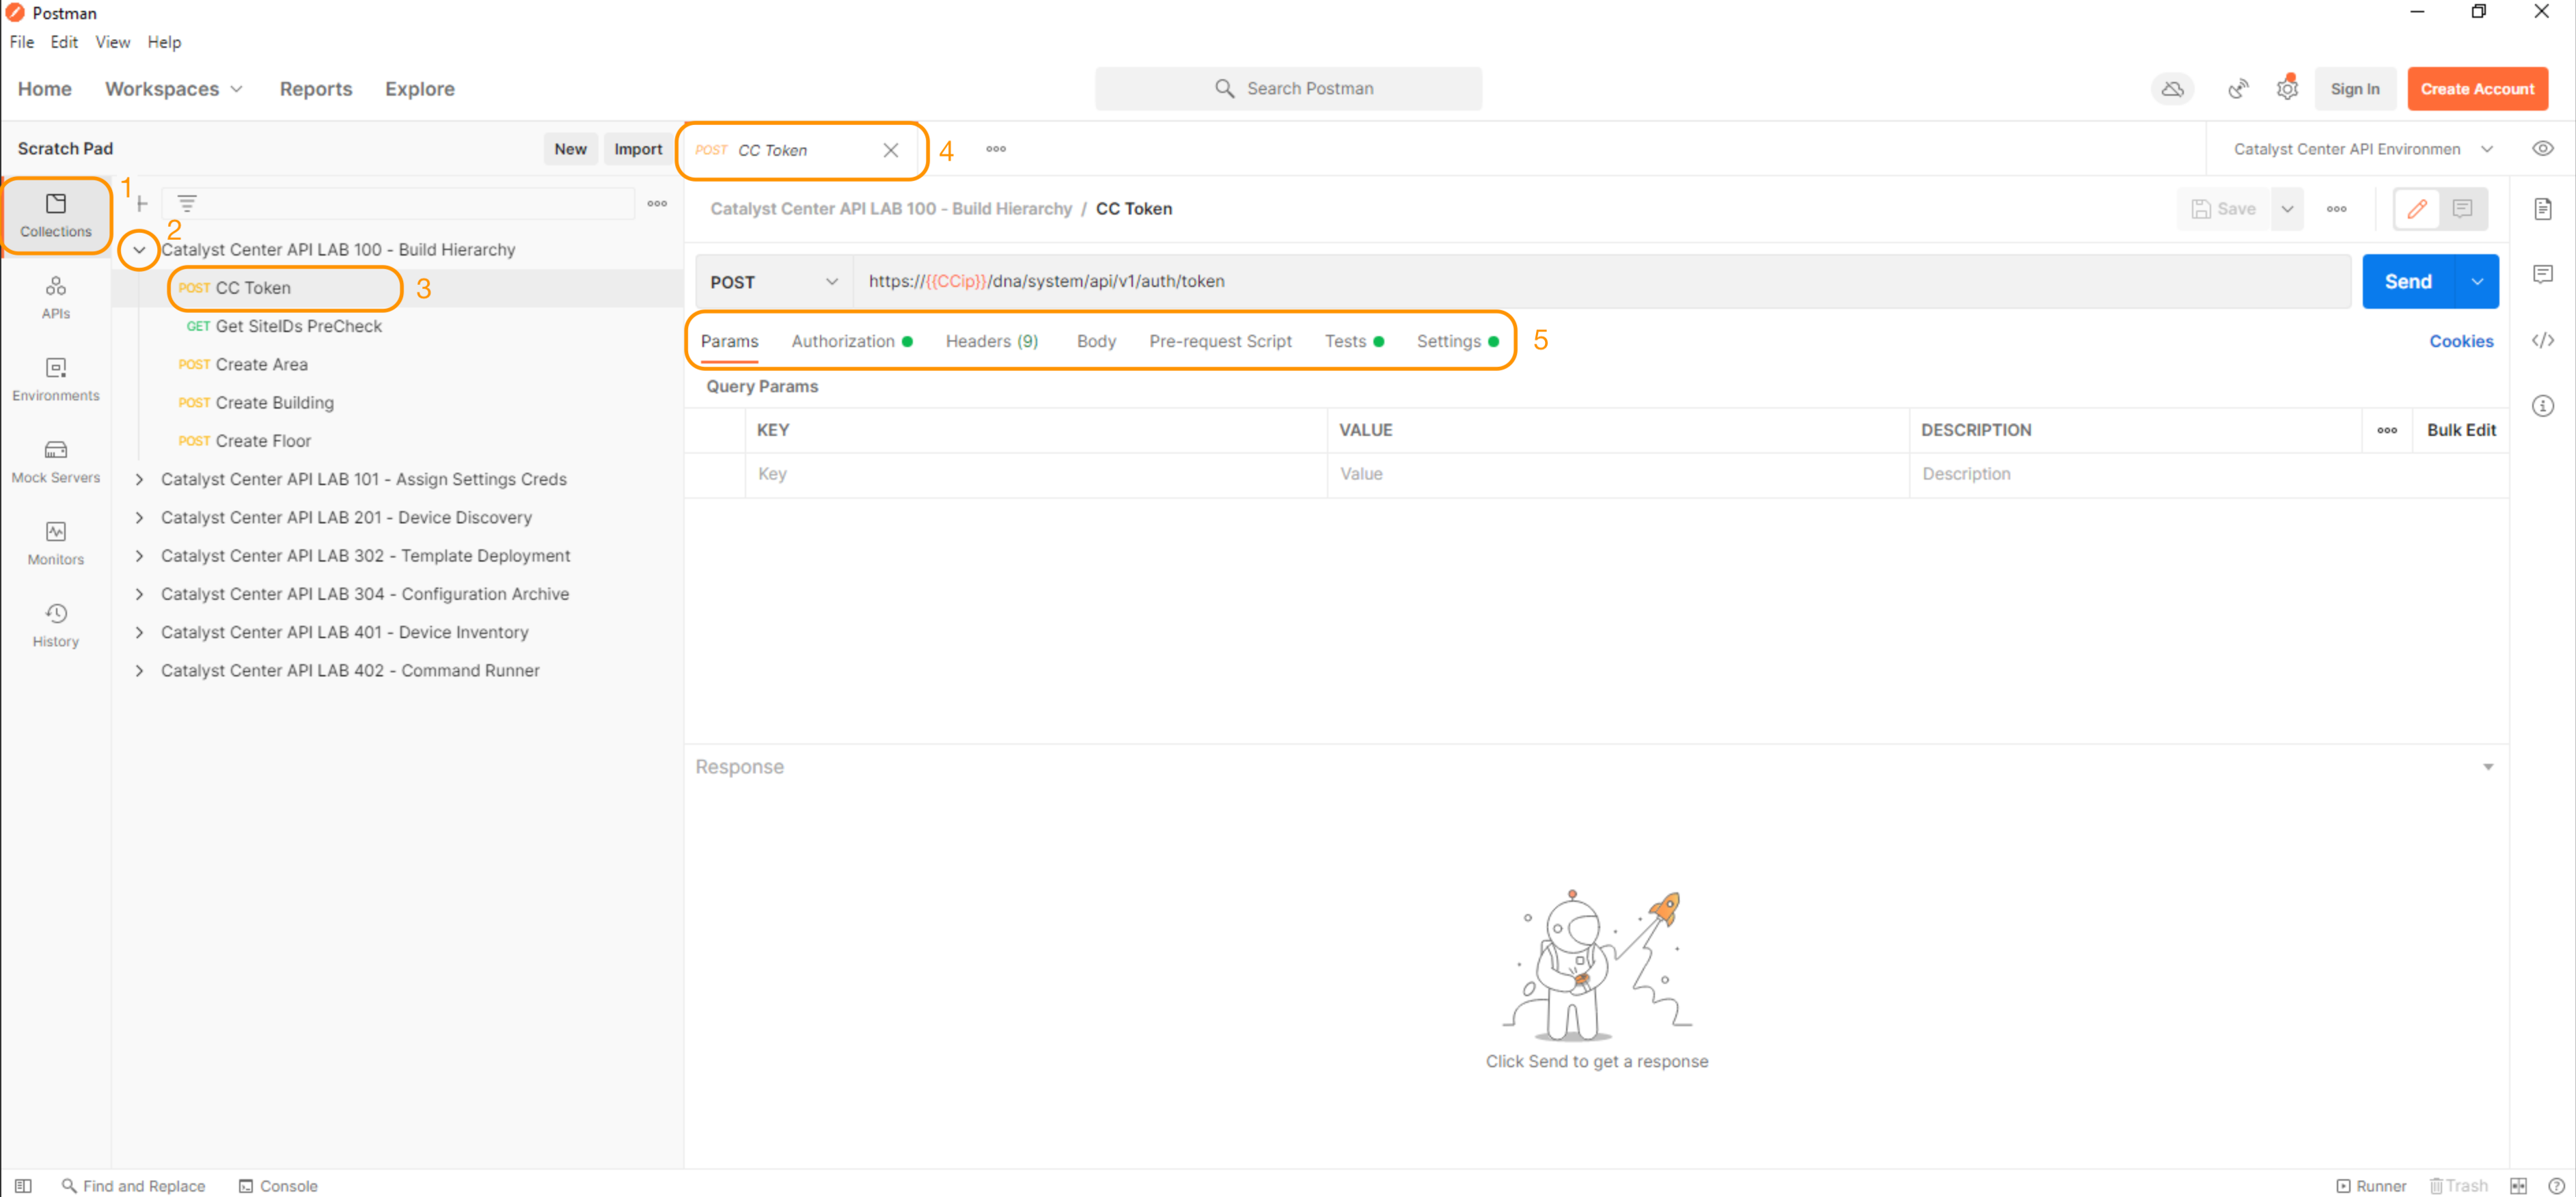 Postman
File Edit View Help
Home Workspaces Reports Explore
Search Postman
Sign In Create Account
Scratch Pad New Import
POST CC Token 4
Catalyst Center API Environmen
Collections
1
2
Catalyst Center API LAB 100 - Build Hierarchy
POST CC Token 3
GET Get SiteIDs PreCheck
POST Create Area
POST Create Building
POST Create Floor
Catalyst Center API LAB 101 - Assign Settings Creds
Catalyst Center API LAB 201 - Device Discovery
Catalyst Center API LAB 302 - Template Deployment
Catalyst Center API LAB 304 - Configuration Archive
Catalyst Center API LAB 401 - Device Inventory
Catalyst Center API LAB 402 - Command Runner
APIs
Environments
Mock Servers
Monitors
History
Catalyst Center API LAB 100 - Build Hierarchy / CC Token
Save
POST https://{{CCip}}/dna/system/api/v1/auth/token
Send
Params Authorization Headers (9) Body Pre-request Script Tests Settings 5
Cookies
Query Params
KEY VALUE DESCRIPTION Bulk Edit
Key Value Description
Response
Click Send to get a response
Find and Replace Console
Runner Trash